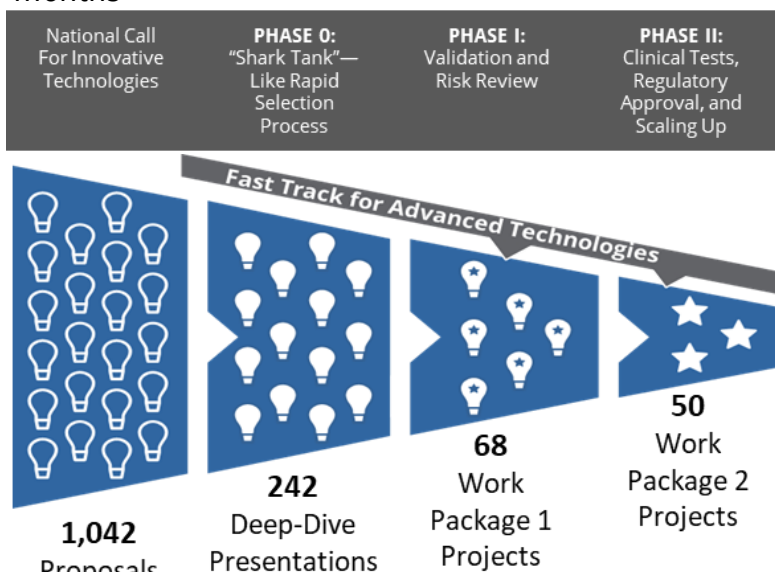 months
National Call
For Innovative
Technologies
PHASE 0:
“Shark Tank”—
Like Rapid
Selection
Process
PHASE I:
Validation and
Risk Review
PHASE II:
Clinical Tests,
Regulatory
Approval, and
Scaling Up
Fast Track for Advanced Technologies
1,042
Proposals
242
Deep-Dive
Presentations
68
Work
Package 1
Projects
50
Work
Package 2
Projects